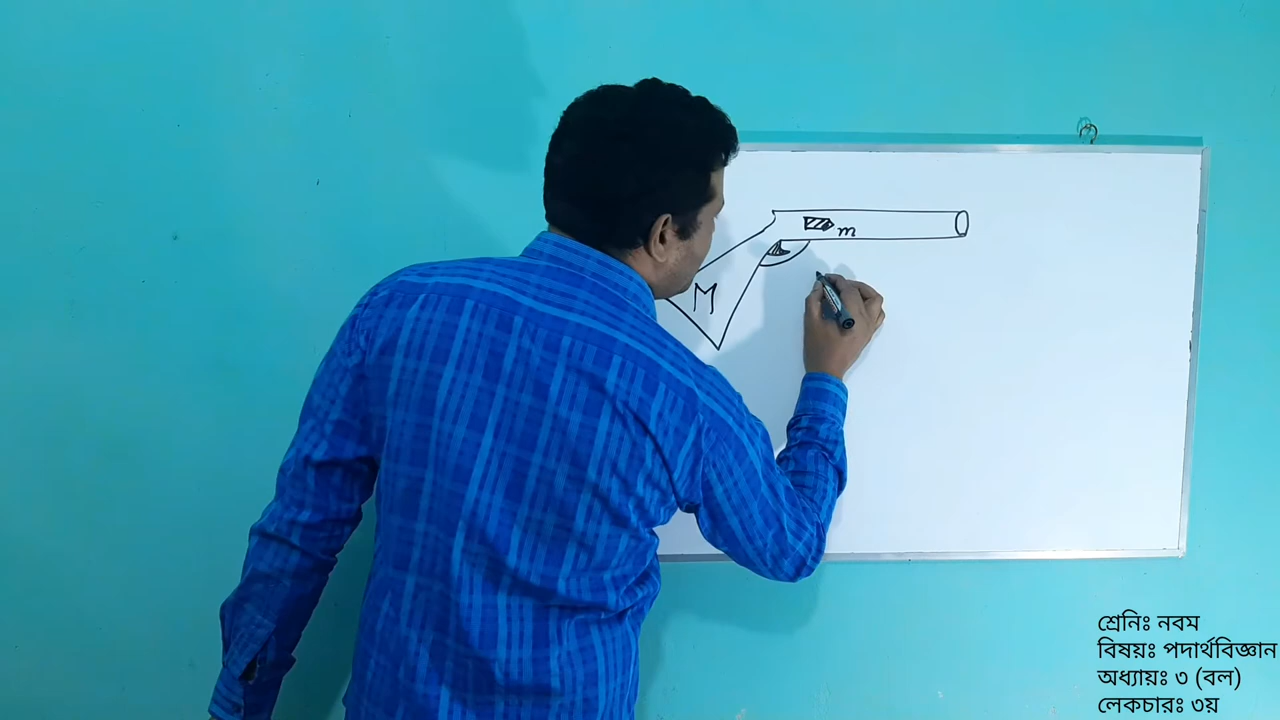 m
M
শ্রেনিঃ নবম
বিষয়ঃ পদার্থবিজ্ঞান
অধ্যায়ঃ ৩ (বল)
লেকচারঃ ৩য়